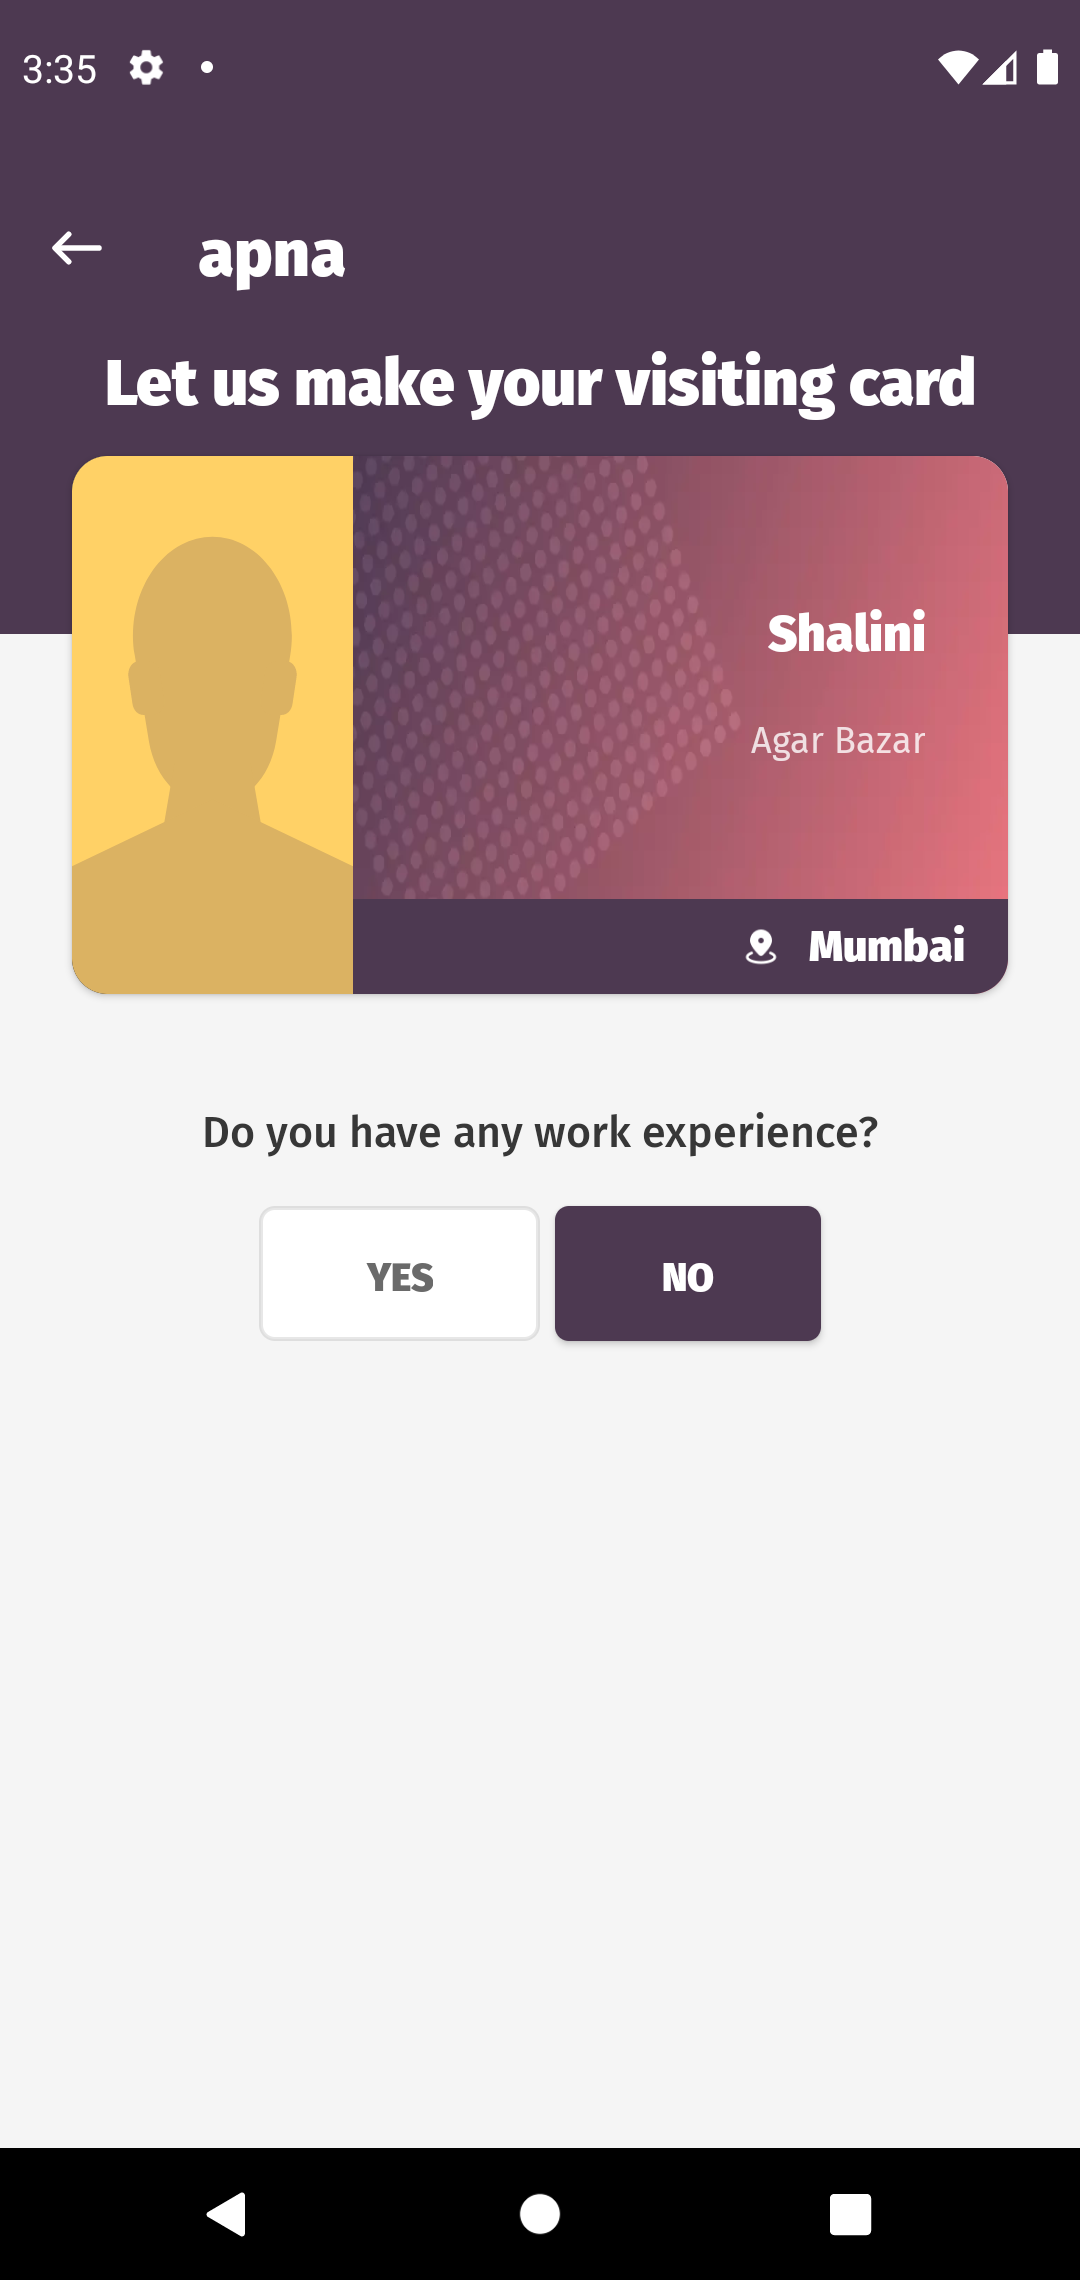 3:35
apna
Let us make your visiting card
Shalini
Agar Bazar
Mumbai
Do you have any work experience?
YES
NO